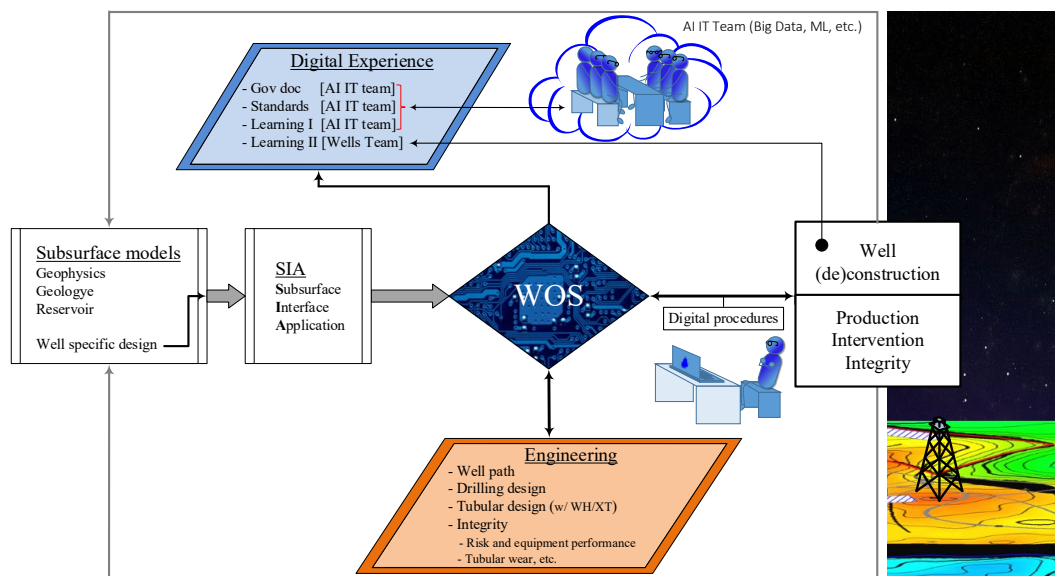 AI IT Team (Big Data, ML, etc.)
Digital Experience
- Gov doc [AI IT team]
- Standards [AI IT team]
- Learning I [AI IT team]
- Learning II [Wells Team]
Subsurface models
Geophysics
Geologye
Reservoir
Well specific design
SIA
Subsurface
Interface
Application
WOS
Digital procedures
Well
(de)construction
Production
Intervention
Integrity
Engineering
- Well path
- Drilling design
- Tubular design (w/ WH/XT)
- Integrity
- Risk and equipment performance
- Tubular wear, etc.